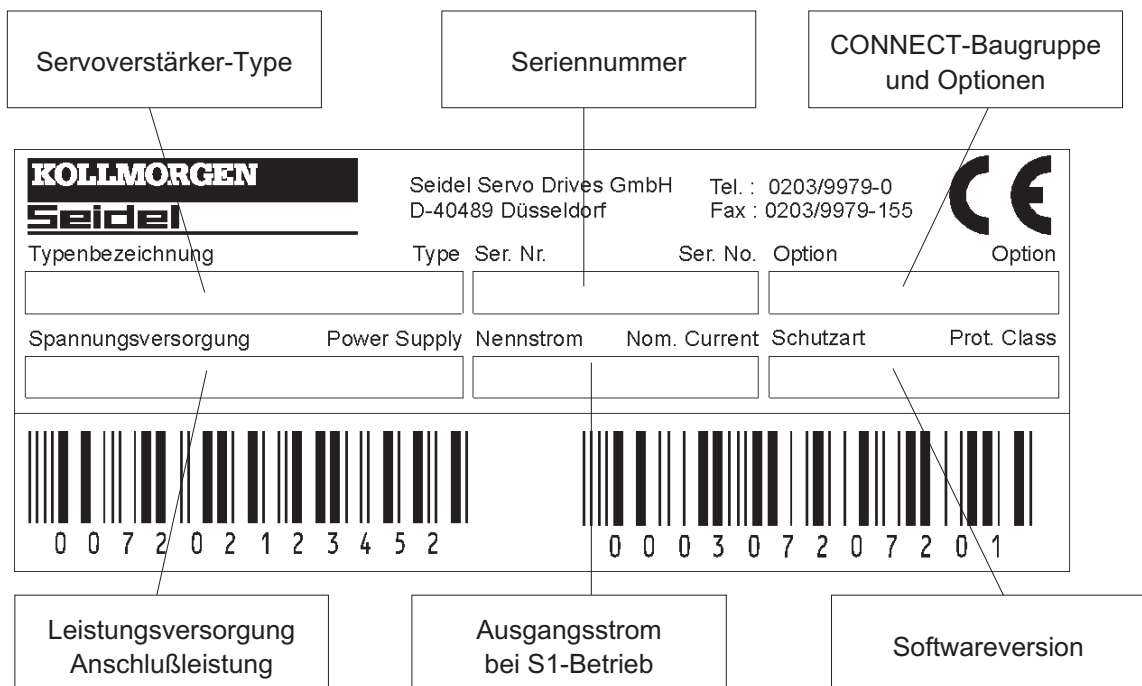 Servoverstärker-Type
Seriennummer
CONNECT-Baugruppe
und Optionen
KOLLMORGEN
Seidel
Seidel Servo Drives GmbH
D-40489 Düsseldorf
Tel. : 0203/9979-0
Fax : 0203/9979-155
CE
Typenbezeichnung Type
Ser. Nr. Ser. No.
Option Option
Spannungsversorgung Power Supply
Nennstrom Nom. Current
Schutzart Prot. Class
0 0 7 2 0 2 1 2 3 4 5 2
0 0 0 3 0 7 2 0 7 2 0 1
Leistungsversorgung
Anschlußleistung
Ausgangsstrom
bei S1-Betrieb
Softwareversion